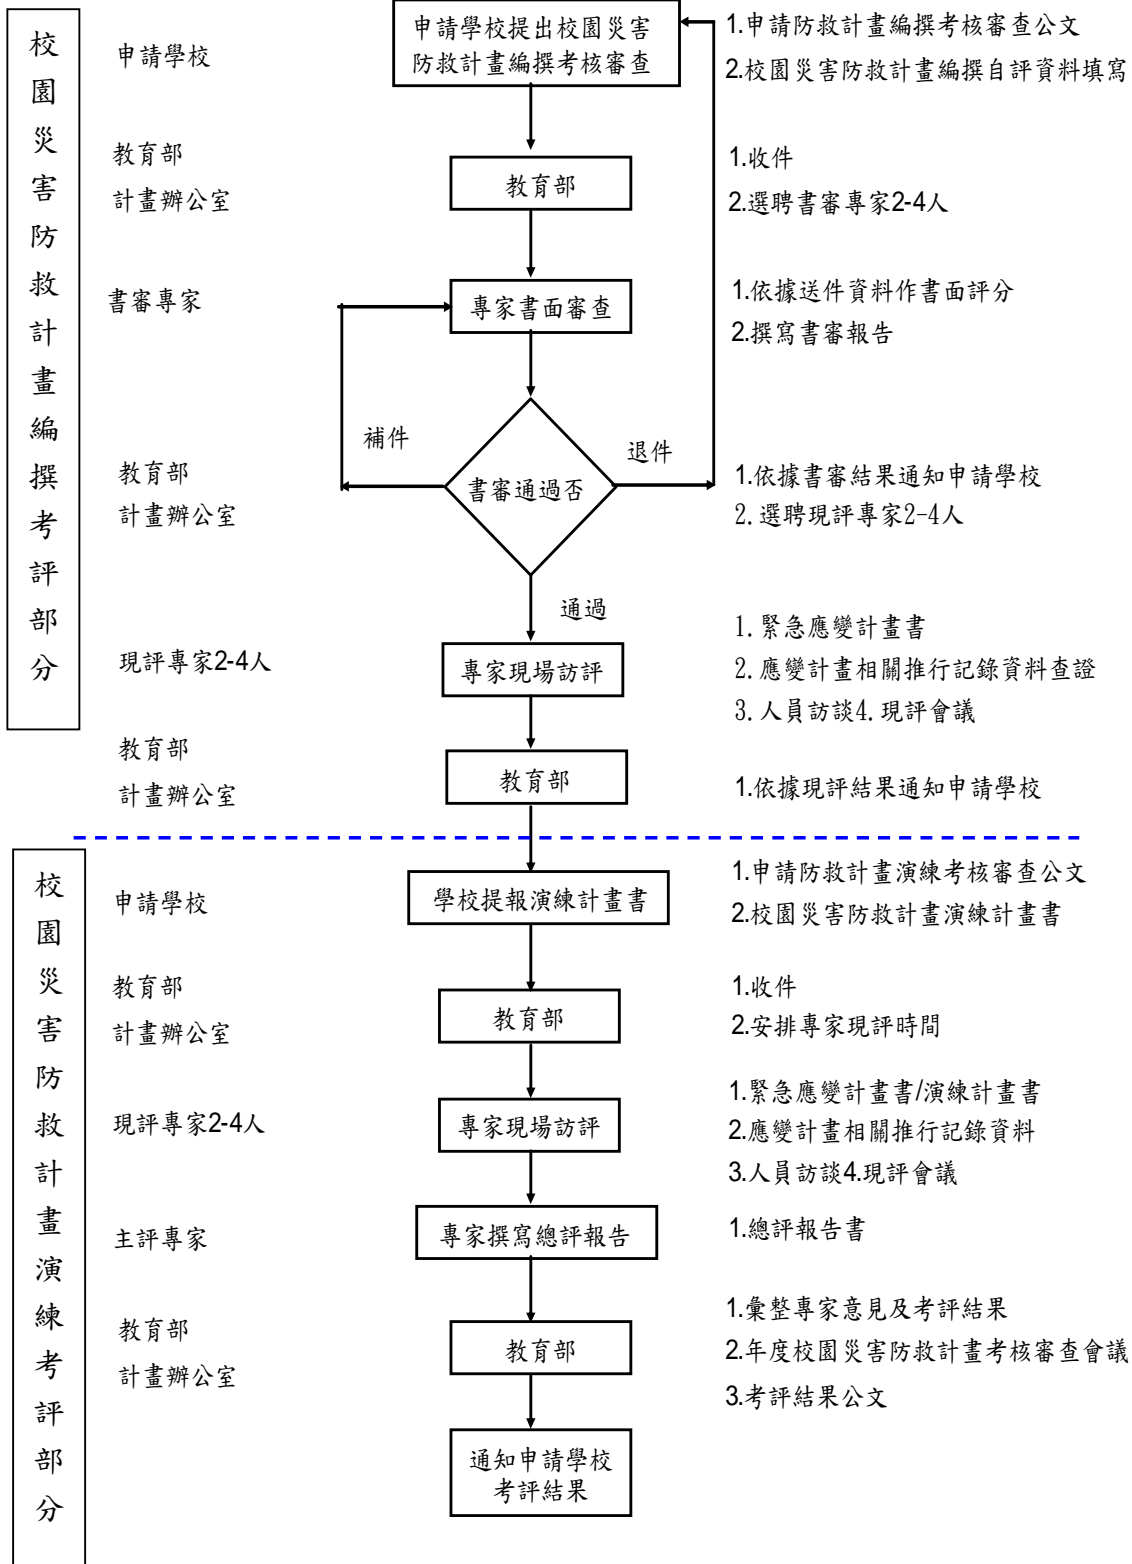 校園災害防救計畫編撰考評部分
申請學校
申請學校提出校園災害
防救計畫編撰考核審查
1.申請防救計畫編撰考核審查公文
2.校園災害防救計畫編撰自評資料填寫
教育部
計畫辦公室
教育部
1.收件
2.選聘書審專家2-4人
書審專家
專家書面審查
1.依據送件資料作書面評分
2.撰寫書審報告
補件
退件
教育部
計畫辦公室
書審通過否
1.依據書審結果通知申請學校
2.選聘現評專家2-4人
通過
現評專家2-4人
專家現場訪評
1.緊急應變計畫書
2.應變計畫相關推行記錄資料查證
3.人員訪談4.現評會議
教育部
計畫辦公室
教育部
1.依據現評結果通知申請學校
校園災害防救計畫演練考評部分
申請學校
學校提報演練計畫書
1.申請防救計畫演練考核審查公文
2.校園災害防救計畫演練計畫書
教育部
計畫辦公室
教育部
1.收件
2.安排專家現評時間
現評專家2-4人
專家現場訪評
1.緊急應變計畫書/演練計畫書
2.應變計畫相關推行記錄資料
3.人員訪談4.現評會議
主評專家
專家撰寫總評報告
1.總評報告書
教育部
計畫辦公室
教育部
1.彙整專家意見及考評結果
2.年度校園災害防救計畫考核審查會議
3.考評結果公文
通知申請學校
考評結果